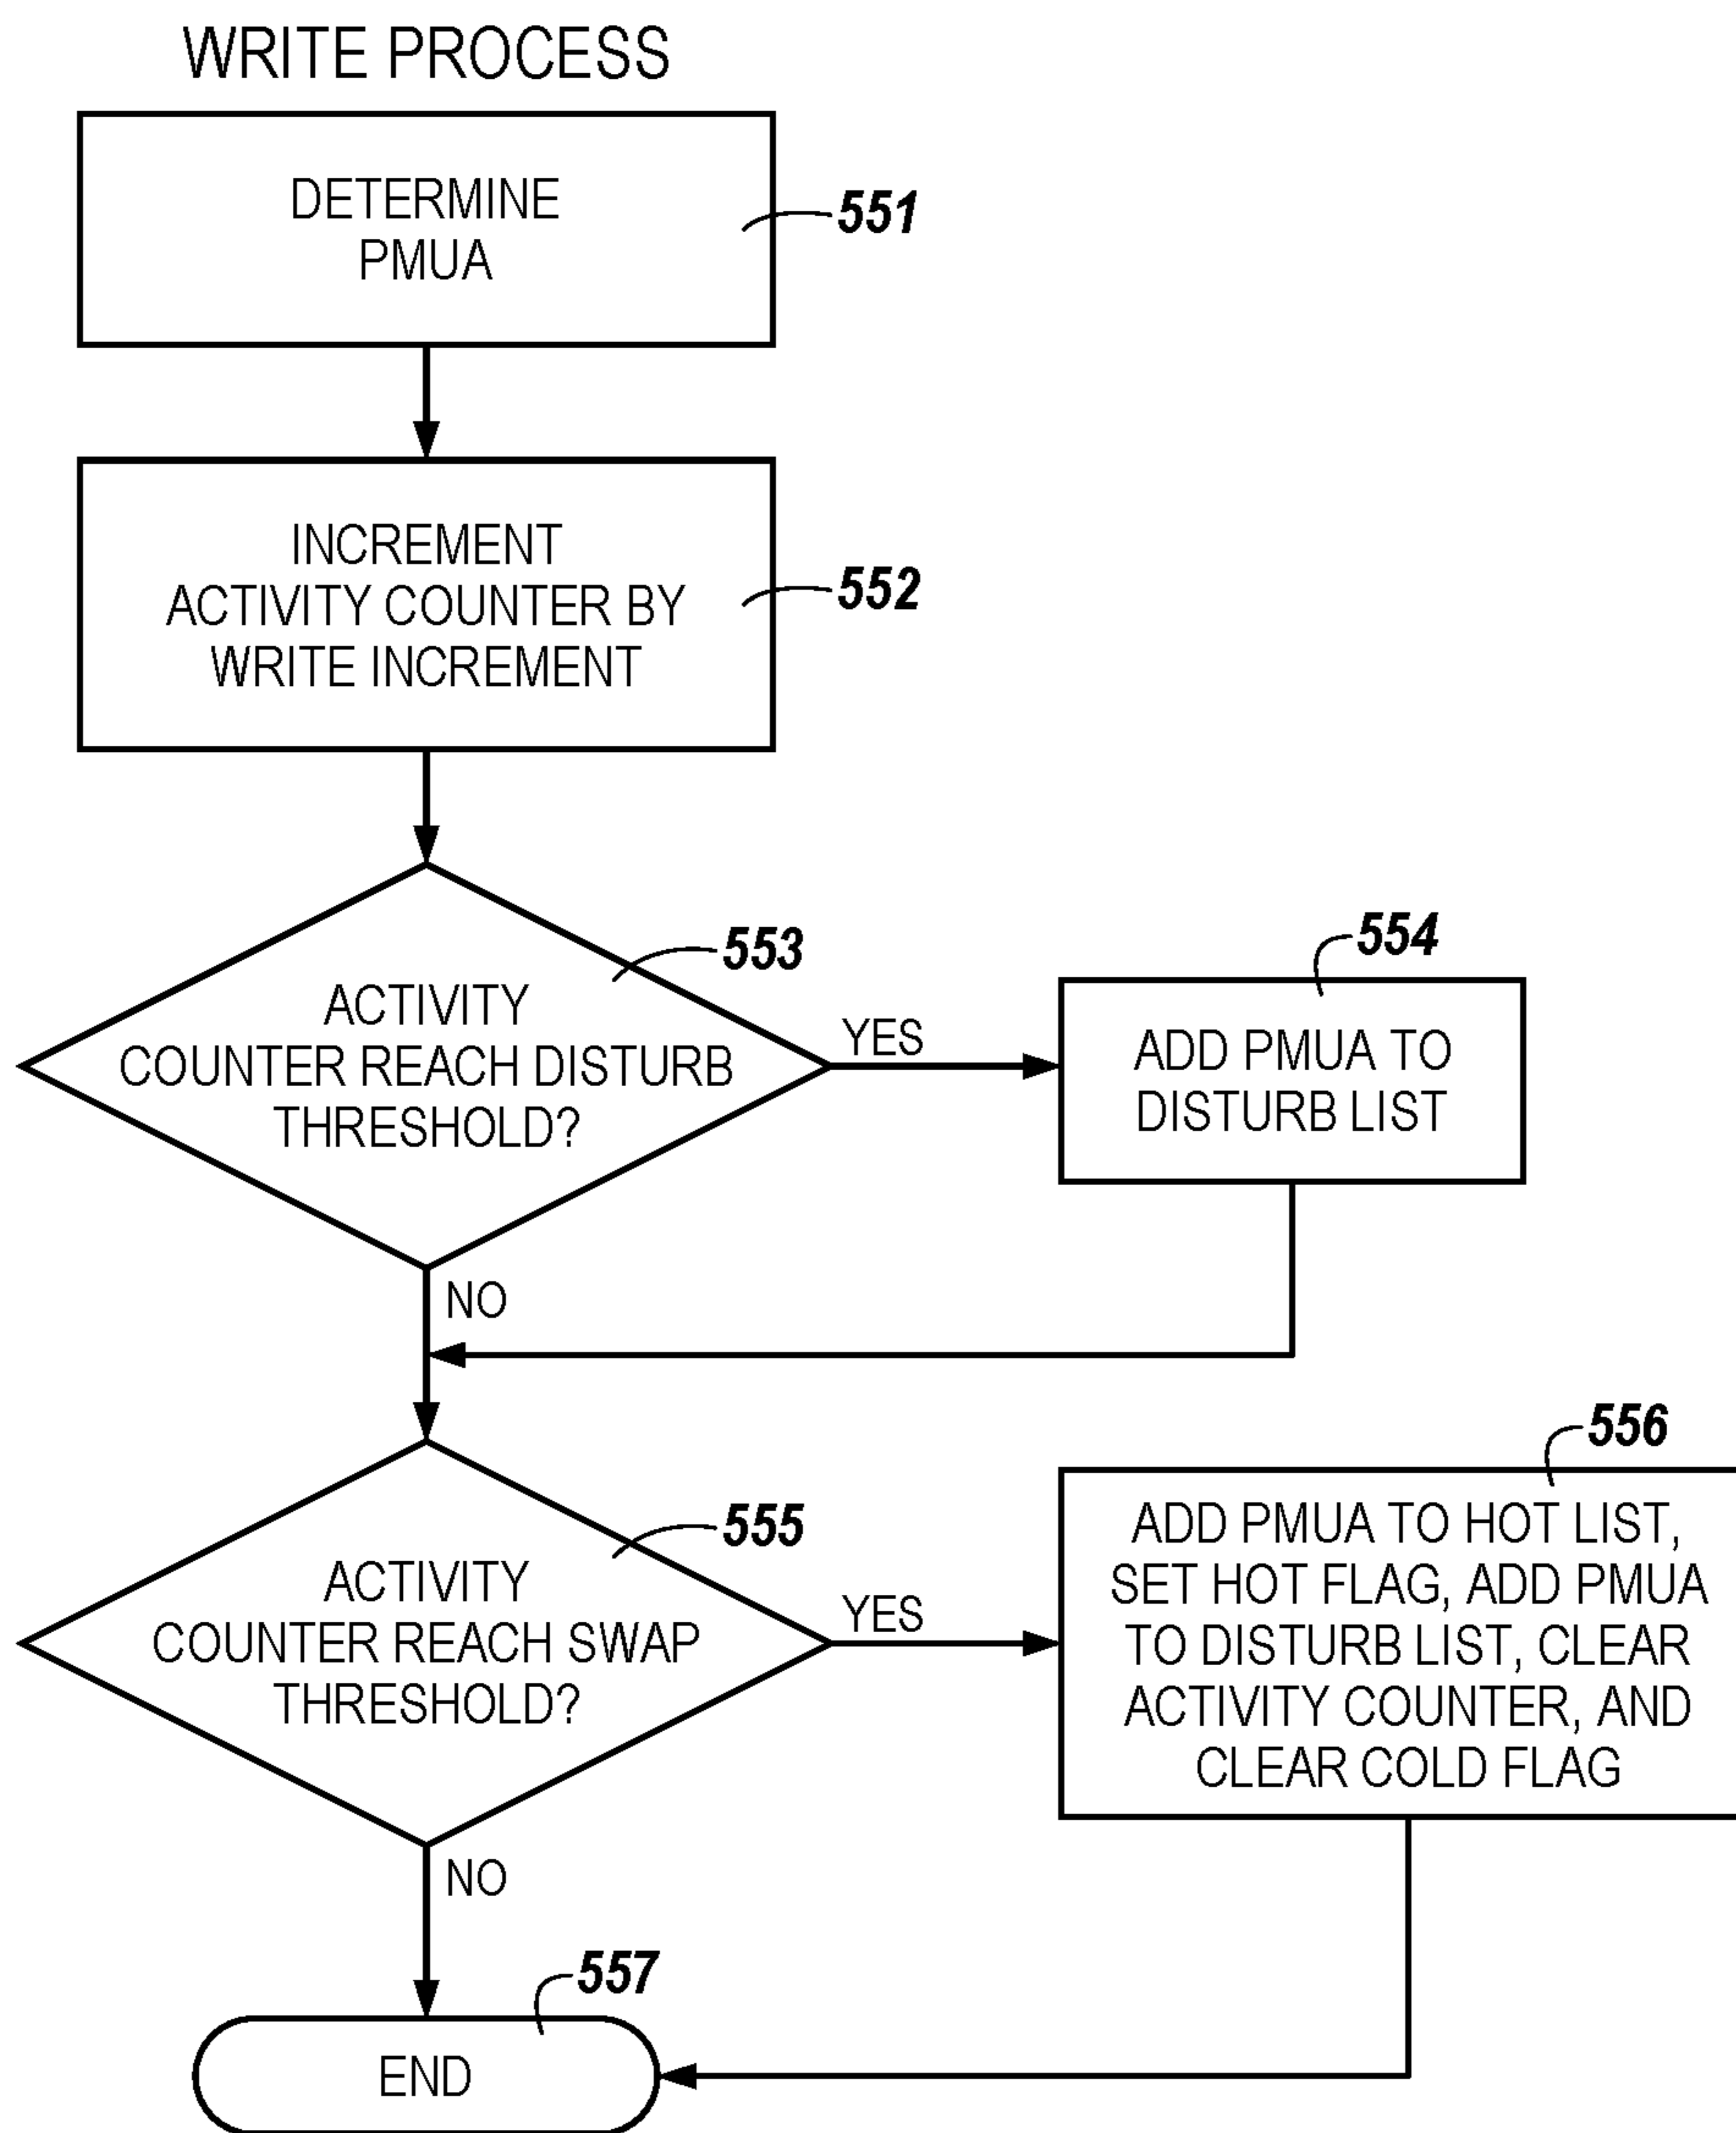 WRITE PROCESS
DETERMINE
PMUA
551
INCREMENT
ACTIVITY COUNTER BY
WRITE INCREMENT
552
553
ACTIVITY
COUNTER REACH DISTURB
THRESHOLD?
YES
554
ADD PMUA TO
DISTURB LIST
NO
555
ACTIVITY
COUNTER REACH SWAP
THRESHOLD?
YES
556
ADD PMUA TO HOT LIST,
SET HOT FLAG, ADD PMUA
TO DISTURB LIST, CLEAR
ACTIVITY COUNTER, AND
CLEAR COLD FLAG
NO
557
END